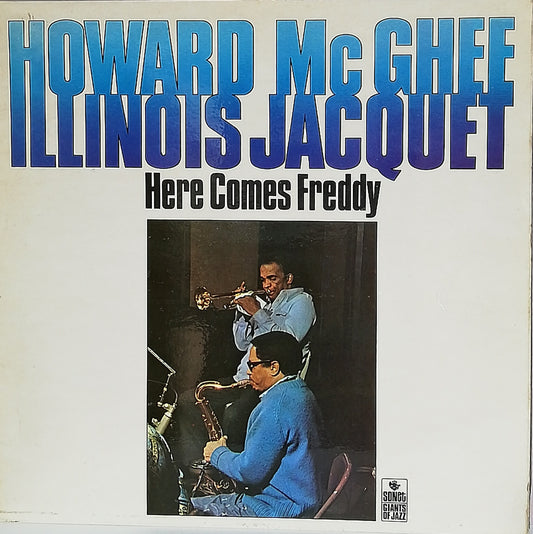 HOWARD McGHEE
ILLINOIS JACQUET
Here Comes Freddy
SONET
GIANTS
OF JAZZ